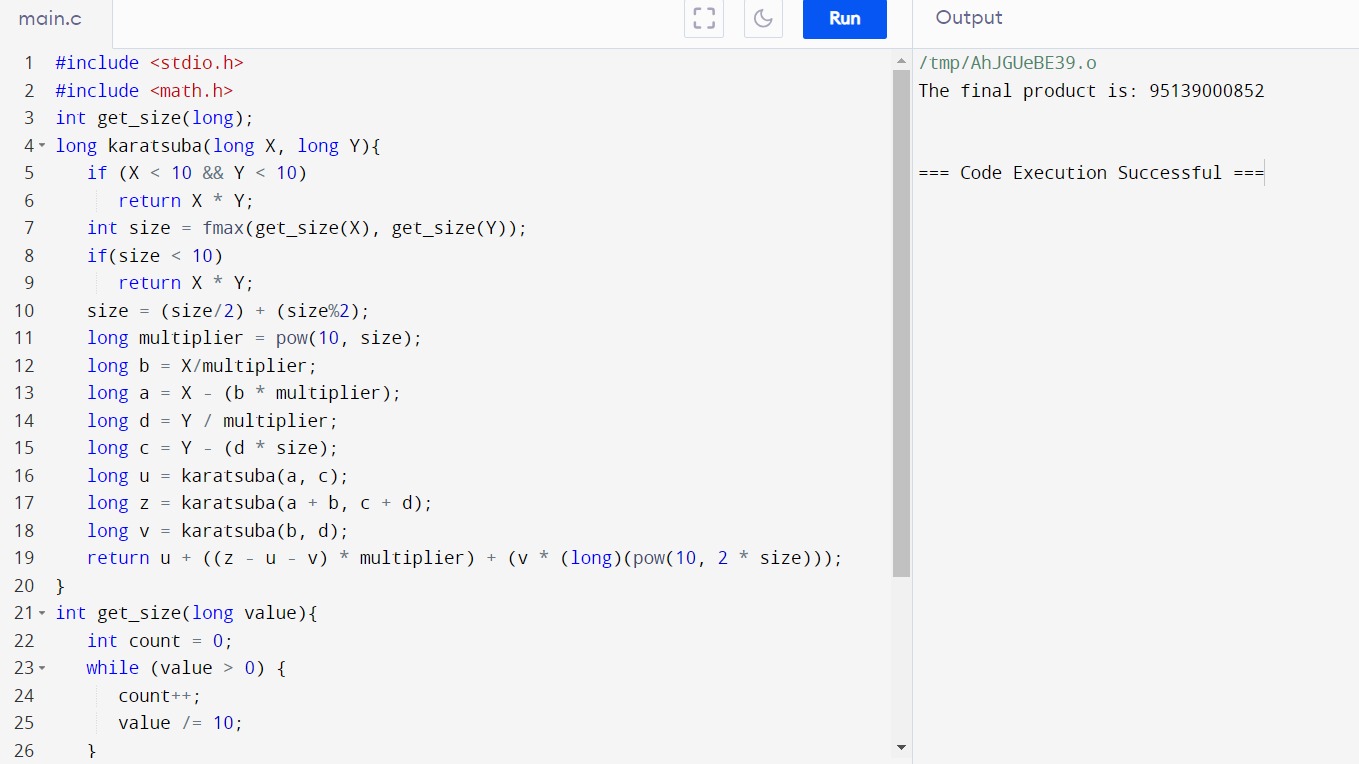 main.c
Run
Output
1 #include <stdio.h>
2 #include <math.h>
3 int get_size(long);
4 long karatsuba(long X, long Y){
5 if (X < 10 && Y < 10)
6 return X * Y;
7 int size = fmax(get_size(X), get_size(Y));
8 if(size < 10)
9 return X * Y;
10 size = (size/2) + (size%2);
11 long multiplier = pow(10, size);
12 long b = X/multiplier;
13 long a = X - (b * multiplier);
14 long d = Y / multiplier;
15 long c = Y - (d * size);
16 long u = karatsuba(a, c);
17 long z = karatsuba(a + b, c + d);
18 long v = karatsuba(b, d);
19 return u + ((z - u - v) * multiplier) + (v * (long)(pow(10, 2 * size)));
20 }
21 int get_size(long value){
22 int count = 0;
23 while (value > 0) {
24 count++;
25 value /= 10;
26 }
/tmp/AhJGUeBE39.o
The final product is: 95139000852
=== Code Execution Successful ===